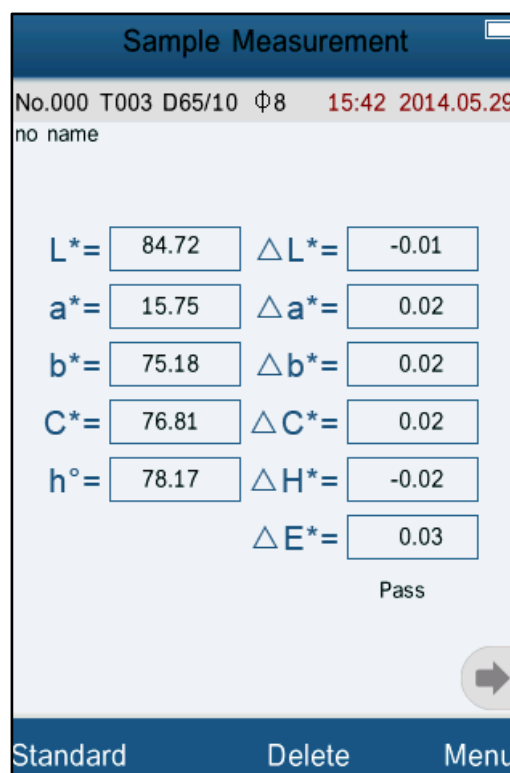 Sample Measurement
No.000 T003 D65/10 Φ8 15:42 2014.05.29
no name
L*= 84.72 △L*= -0.01
a*= 15.75 △a*= 0.02
b*= 75.18 △b*= 0.02
C*= 76.81 △C*= 0.02
h°= 78.17 △H*= -0.02
△E*= 0.03
Pass
Standard Delete Menu